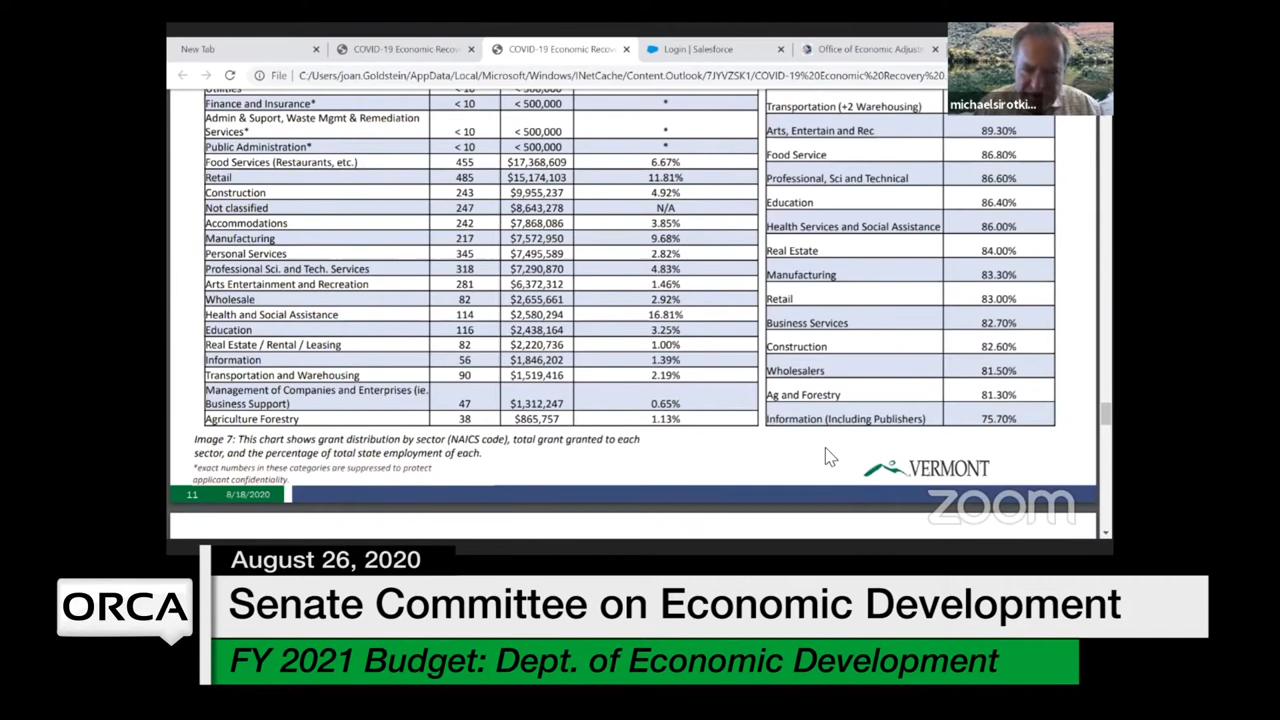 New Tab × COVID-19 Economic Recov × COVID-19 Economic Recov × Login | Salesforce × Office of Economic Adjust ×
File | C:/Users/joan.Goldstein/AppData/Local/Microsoft/Windows/INetCache/Content.Outlook/7JYVZSK1/COVID-19%20Economic%20Recovery%20.
michaelsirotki...
Utilities < 10 < 500,000
Finance and Insurance* < 10 < 500,000 *
Admin & Suport, Waste Mgmt & Remediation
Services* < 10 < 500,000 *
Public Administration* < 10 < 500,000 *
Food Services (Restaurants, etc.) 455 $17,368,609 6.67%
Retail 485 $15,174,103 11.81%
Construction 243 $9,955,237 4.92%
Not classified 247 $8,643,278 N/A
Accommodations 242 $7,868,086 3.85%
Manufacturing 217 $7,572,950 9.68%
Personal Services 345 $7,495,589 2.82%
Professional Sci. and Tech. Services 318 $7,290,870 4.83%
Arts Entertainment and Recreation 281 $6,372,312 1.46%
Wholesale 82 $2,655,661 2.92%
Health and Social Assistance 114 $2,580,294 16.81%
Education 116 $2,438,164 3.25%
Real Estate / Rental / Leasing 82 $2,220,736 1.00%
Information 56 $1,846,202 1.39%
Transportation and Warehousing 90 $1,519,416 2.19%
Management of Companies and Enterprises (ie.
Business Support) 47 $1,312,247 0.65%
Agriculture Forestry 38 $865,757 1.13%
Transportation (+2 Warehousing)
Arts, Entertain and Rec 89.30%
Food Service 86.80%
Professional, Sci and Technical 86.60%
Education 86.40%
Health Services and Social Assistance 86.00%
Real Estate 84.00%
Manufacturing 83.30%
Retail 83.00%
Business Services 82.70%
Construction 82.60%
Wholesalers 81.50%
Ag and Forestry 81.30%
Information (Including Publishers) 75.70%
Image 7: This chart shows grant distribution by sector (NAICS code), total grant granted to each
sector, and the percentage of total state employment of each.
*exact numbers in these categories are suppressed to protect
applicant confidentiality.
VERMONT
11 8/18/2020
zoom
August 26, 2020
ORCA
Senate Committee on Economic Development
FY 2021 Budget: Dept. of Economic Development